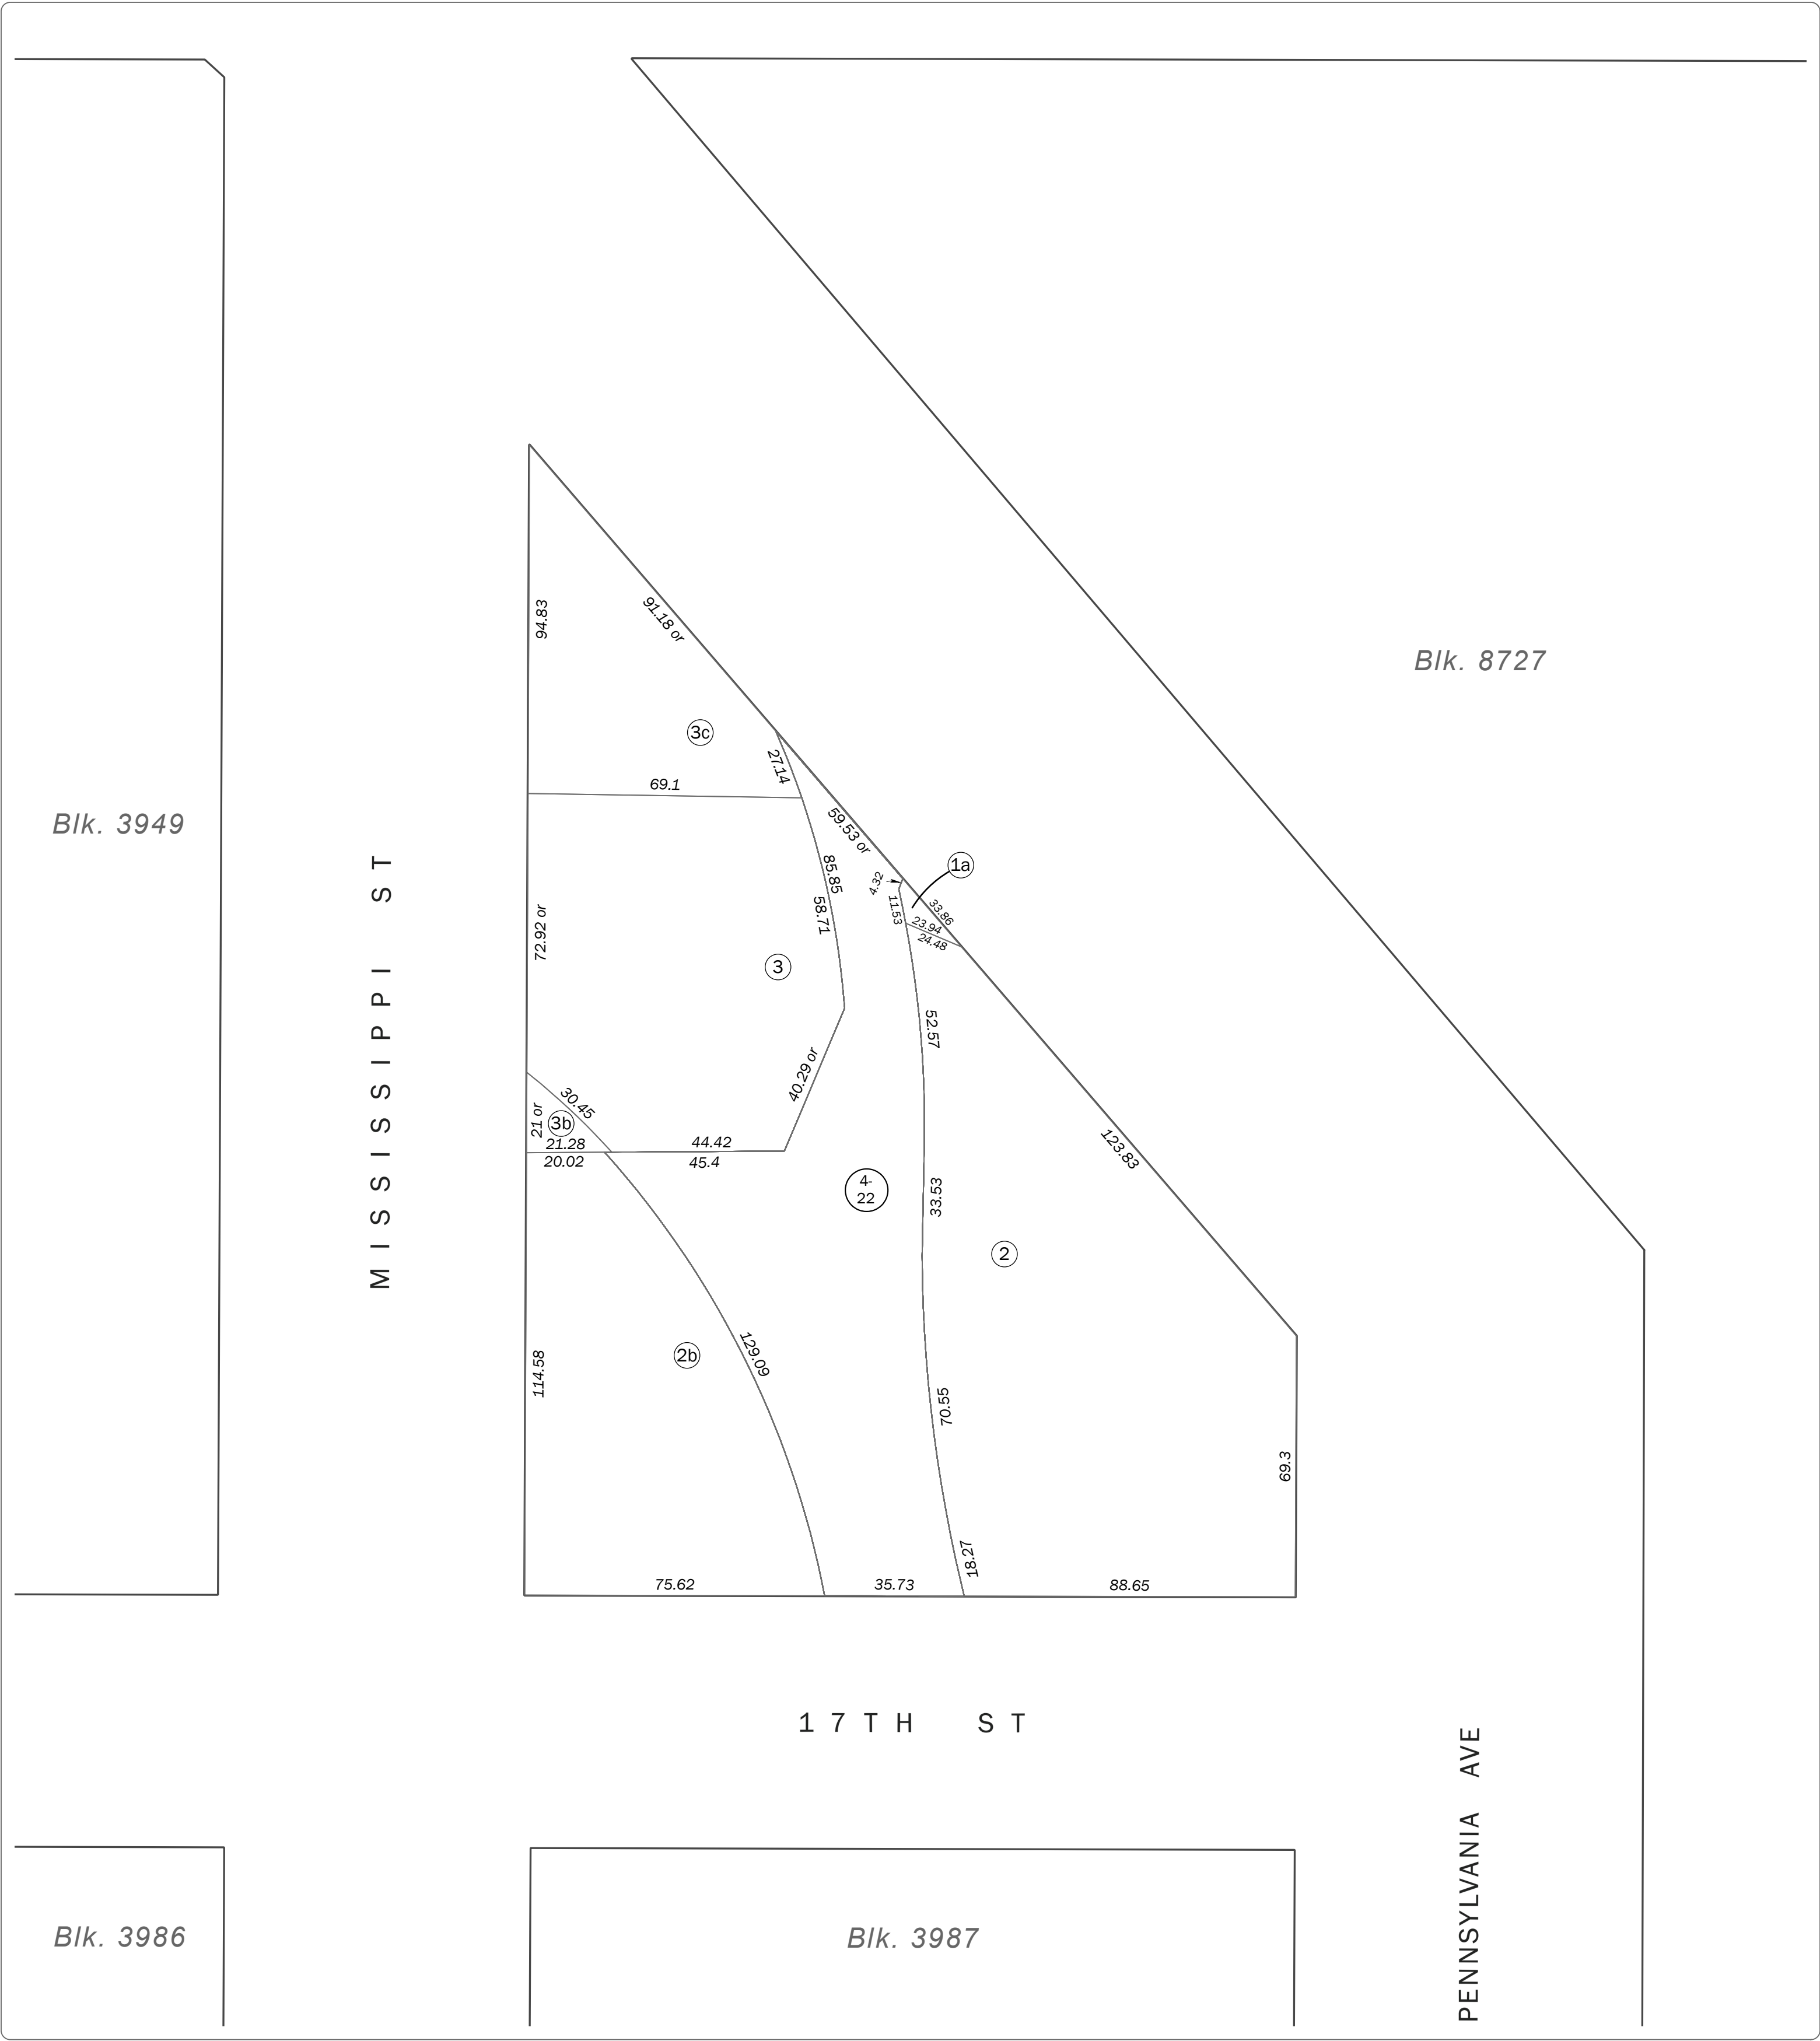 94.83
91.18 or
Blk. 8727
3c
27.14
69.1
59.53 or
Blk. 3949
MISSISSIPPI ST
1a
85.85
4.32
11.53
33.86
58.71
23.94
24.48
72.92 or
3
52.57
40.29 or
30.45
21 or
3b
21.28
44.42
20.02
45.4
123.83
4-
22
33.53
2
129.09
2b
114.58
70.55
69.3
18.27
75.62
35.73
88.65
17TH ST
PENNSYLVANIA AVE
Blk. 3986
Blk. 3987